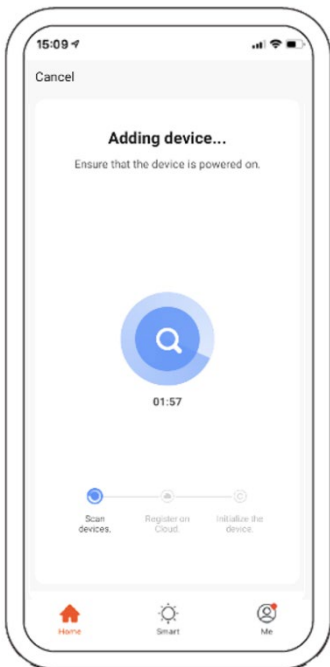 15:09
Cancel
Adding device...
Ensure that the device is powered on.
01:57
Scan
devices.
Register on
Cloud.
Initialize the
device.
Home
Smart
Me